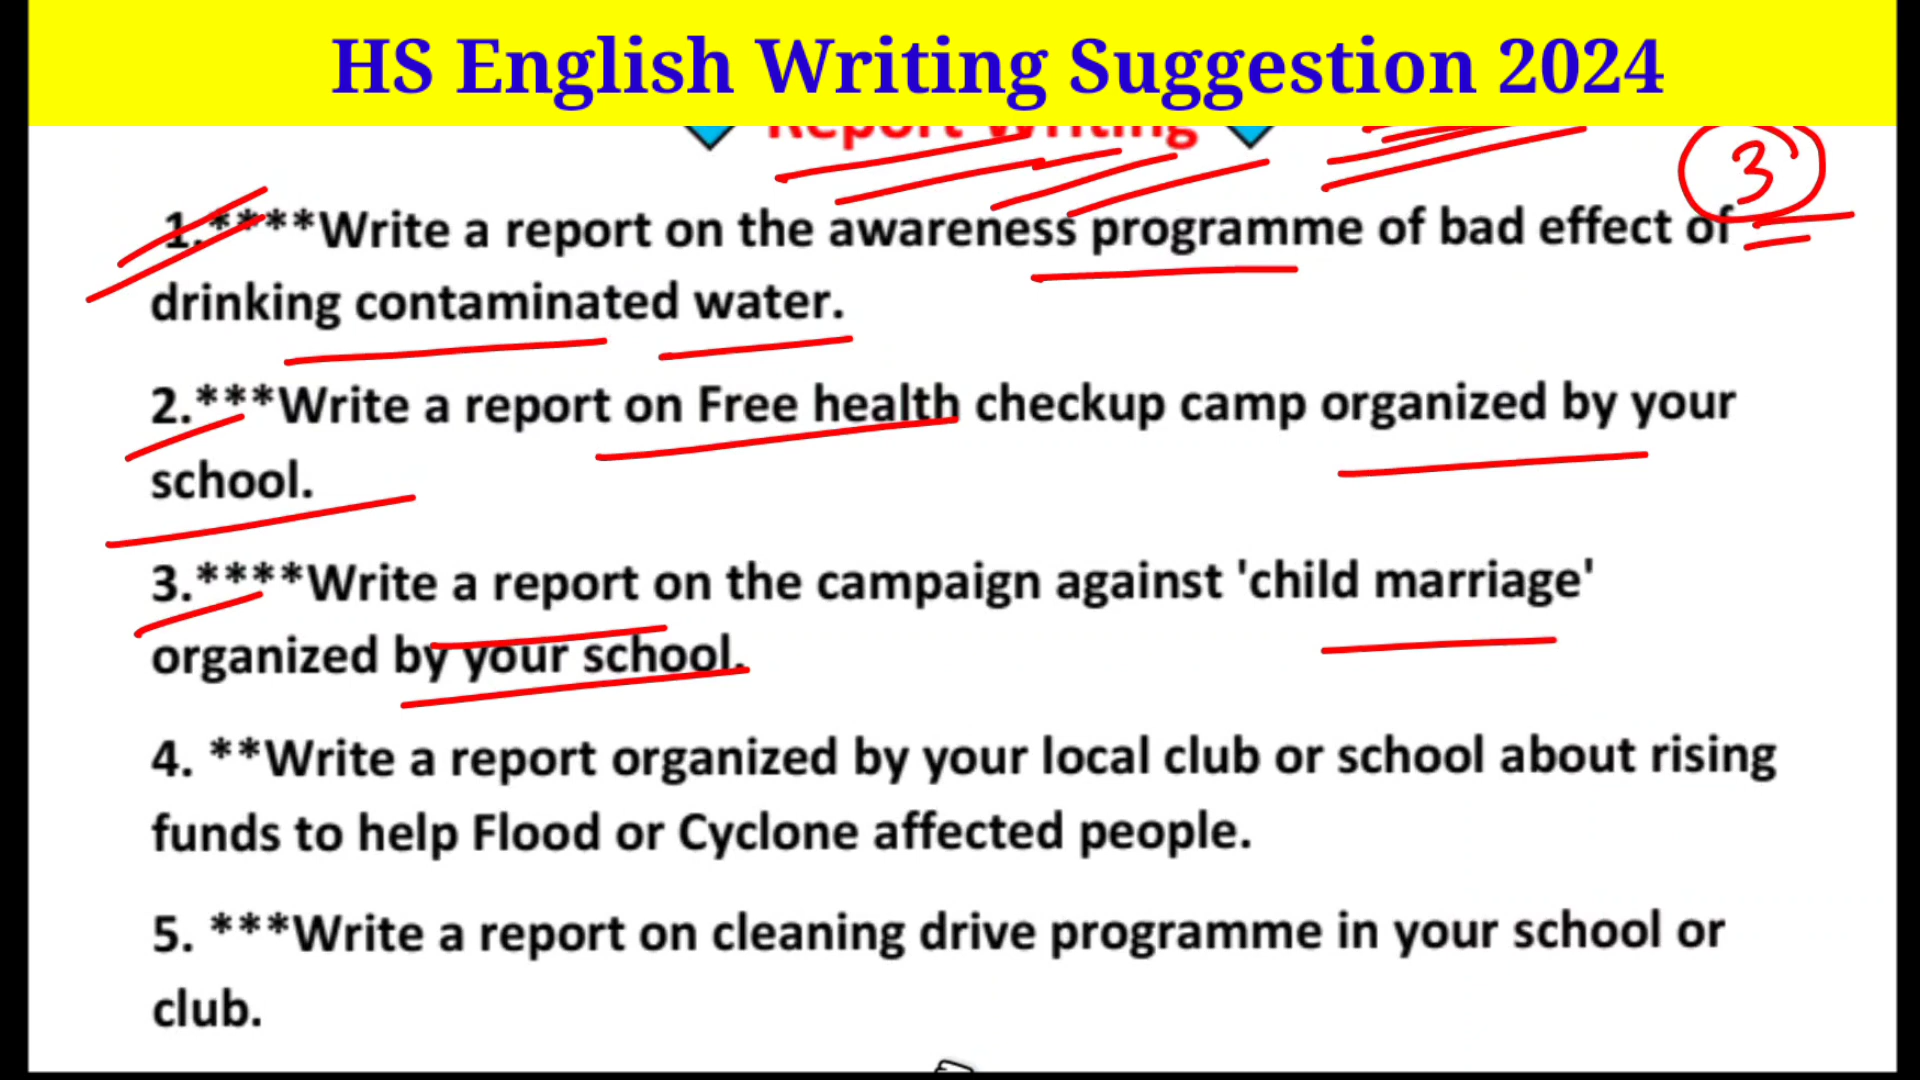 HS English Writing Suggestion 2024
Report Writing
3
1.****Write a report on the awareness programme of bad effect of
drinking contaminated water.
2.***Write a report on Free health checkup camp organized by your
school.
3.****Write a report on the campaign against 'child marriage'
organized by your school.
4. **Write a report organized by your local club or school about rising
funds to help Flood or Cyclone affected people.
5. ***Write a report on cleaning drive programme in your school or
club.